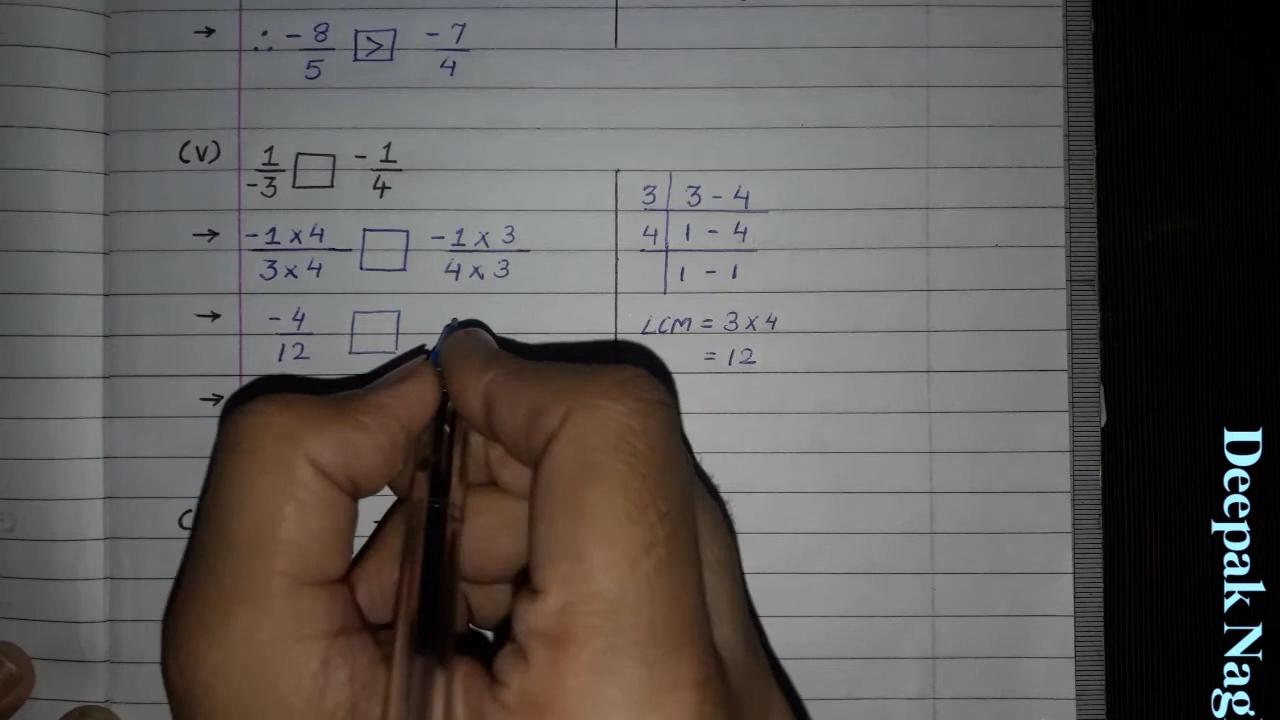 → ∴ -8/5 > -7/4
(V) 1/-3 □ -1/4
→ -1×4/3×4 □ -1×3/4×3
→ -4/12 □
→
3 | 3 - 4
4 | 1 - 4
1 - 1
LCM = 3×4
= 12
Deepak Nag